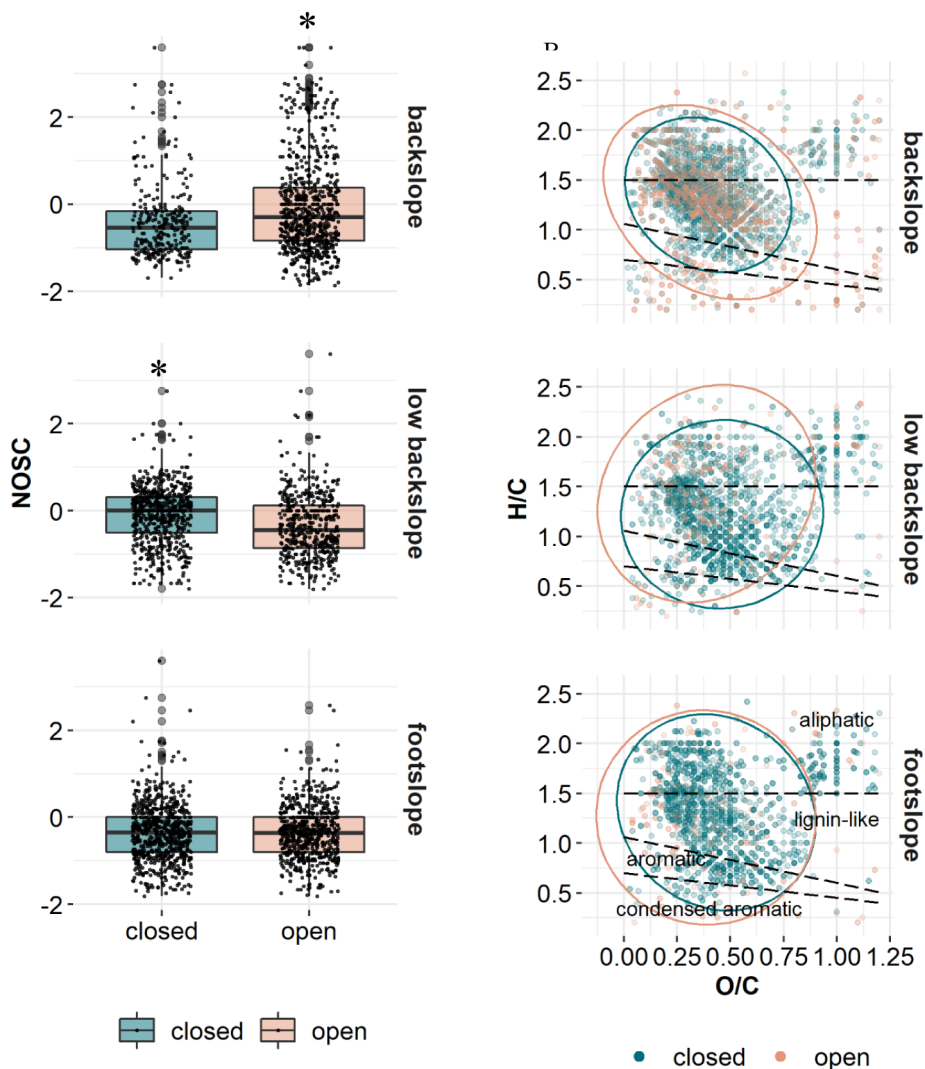 *
backslope
2
0
-2
*
low backslope
2
0
-2
footslope
2
0
-2
NOSC
closed
open
closed
open
2.5
2.0
1.5
1.0
0.5
backslope
2.5
2.0
1.5
1.0
0.5
low backslope
2.5
2.0
1.5
1.0
0.5
footslope
aliphatic
lignin-like
aromatic
condensed aromatic
H/C
0.00 0.25 0.50 0.75 1.00 1.25
O/C
closed
open